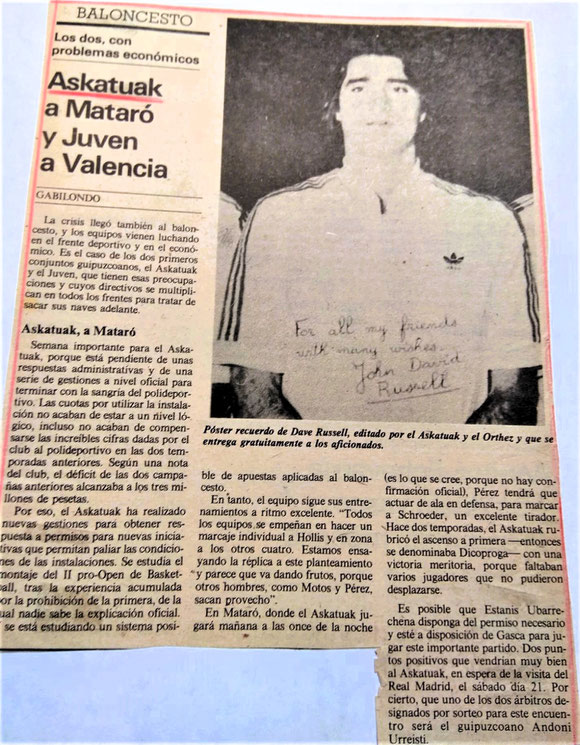 BALONCESTO
Los dos, con
problemas económicos
Askatuak
a Mataró
y Juven
a Valencia
GABILONDO
La crisis llegó también al balon-
cesto, y los equipos vienen luchando
en el frente deportivo y en el econó-
mico. Es el caso de los dos primeros
conjuntos guipuzcoanos, el Askatuak
y el Juven, que tienen esas preocupa-
ciones y cuyos directivos se multipli-
can en todos los frentes para tratar de
sacar sus naves adelante.
Askatuak, a Mataró
Semana importante para el Aska-
tuak, porque está pendiente de unas
respuestas administrativas y de una
serie de gestiones a nivel oficial para
terminar con la sangría del polidepor-
tivo. Las cuotas por utilizar la insta-
lación no acaban de estar a un nivel ló-
gico, incluso no acaban de compen-
sarse las increíbles cifras dadas por el
club al polideportivo en las dos tem-
poradas anteriores. Según una nota
del club, el déficit de las dos campa-
ñas anteriores alcanzaba a los tres mi-
llones de pesetas.
Por eso, el Askatuak ha realizado
nuevas gestiones para obtener res-
puesta a permisos para nuevas inicia-
tivas que permitan paliar las condicio-
nes de las instalaciones. Se estudia el
montaje del II pro-Open de Basket-
ball, tras la experiencia acumulada
por la prohibición de la primera, de la
ual nadie sabe la explicación oficial.
se está estudiando un sistema posi-
For all my friends
with many wishes.
John David
Russell
Póster recuerdo de Dave Russell, editado por el Askatuak y el Orthez y que se
entrega gratuitamente a los aficionados.
ble de apuestas aplicadas al balon-
cesto.
En tanto, el equipo sigue sus entre-
namientos a ritmo excelente. "Todos
los equipos se empeñan en hacer un
marcaje individual a Hollis y en zona
a los otros cuatro. Estamos ensa-
yando la réplica a este planteamiento
y parece que va dando frutos, porque
otros hombres, como Motos y Pérez,
sacan provecho".
En Mataró, donde el Askatuak ju-
gará mañana a las once de la noche
(es lo que se cree, porque no hay con-
firmación oficial), Pérez tendrá que
actuar de ala en defensa, para marcar
a Schroeder, un excelente tirador.
Hace dos temporadas, el Askatuak ru-
bricó el ascenso a primera —entonces
se denominaba Dicoproga— con una
victoria meritoria, porque faltaban
varios jugadores que no pudieron
desplazarse.
Es posible que Estanis Ubarre-
chena disponga del permiso necesario
y esté a disposición de Gasca para ju-
gar este importante partido. Dos pun-
tos positivos que vendrían muy bien
al Askatuak, en espera de la visita del
Real Madrid, el sábado día 21. Por
cierto, que uno de los dos árbitros de-
signados por sorteo para este encuen-
tro será el guipuzcoano Andoni
Urreisti.